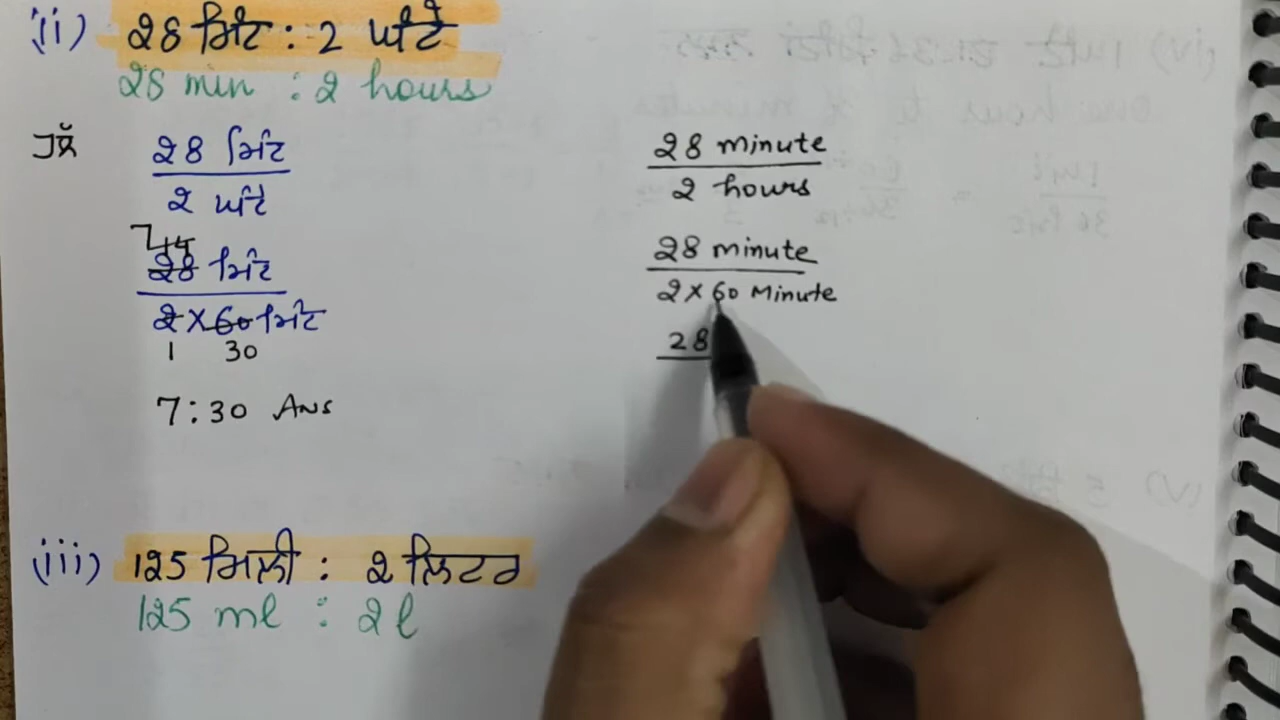 (ii) 28 ਮਿੰਟ : 2 ਘੰਟੇ
28 min : 2 hours
ਹੱਲ
28 ਮਿੰਟ
2 ਘੰਟੇ
7 14
28 ਮਿੰਟ
2 × 60 ਮਿੰਟ
1 30
7 : 30 Ans
28 minute
2 hours
28 minute
2 × 60 Minute
28
(iii) 125 ਮਿਲੀ : 2 ਲਿਟਰ
125 ml : 2 l